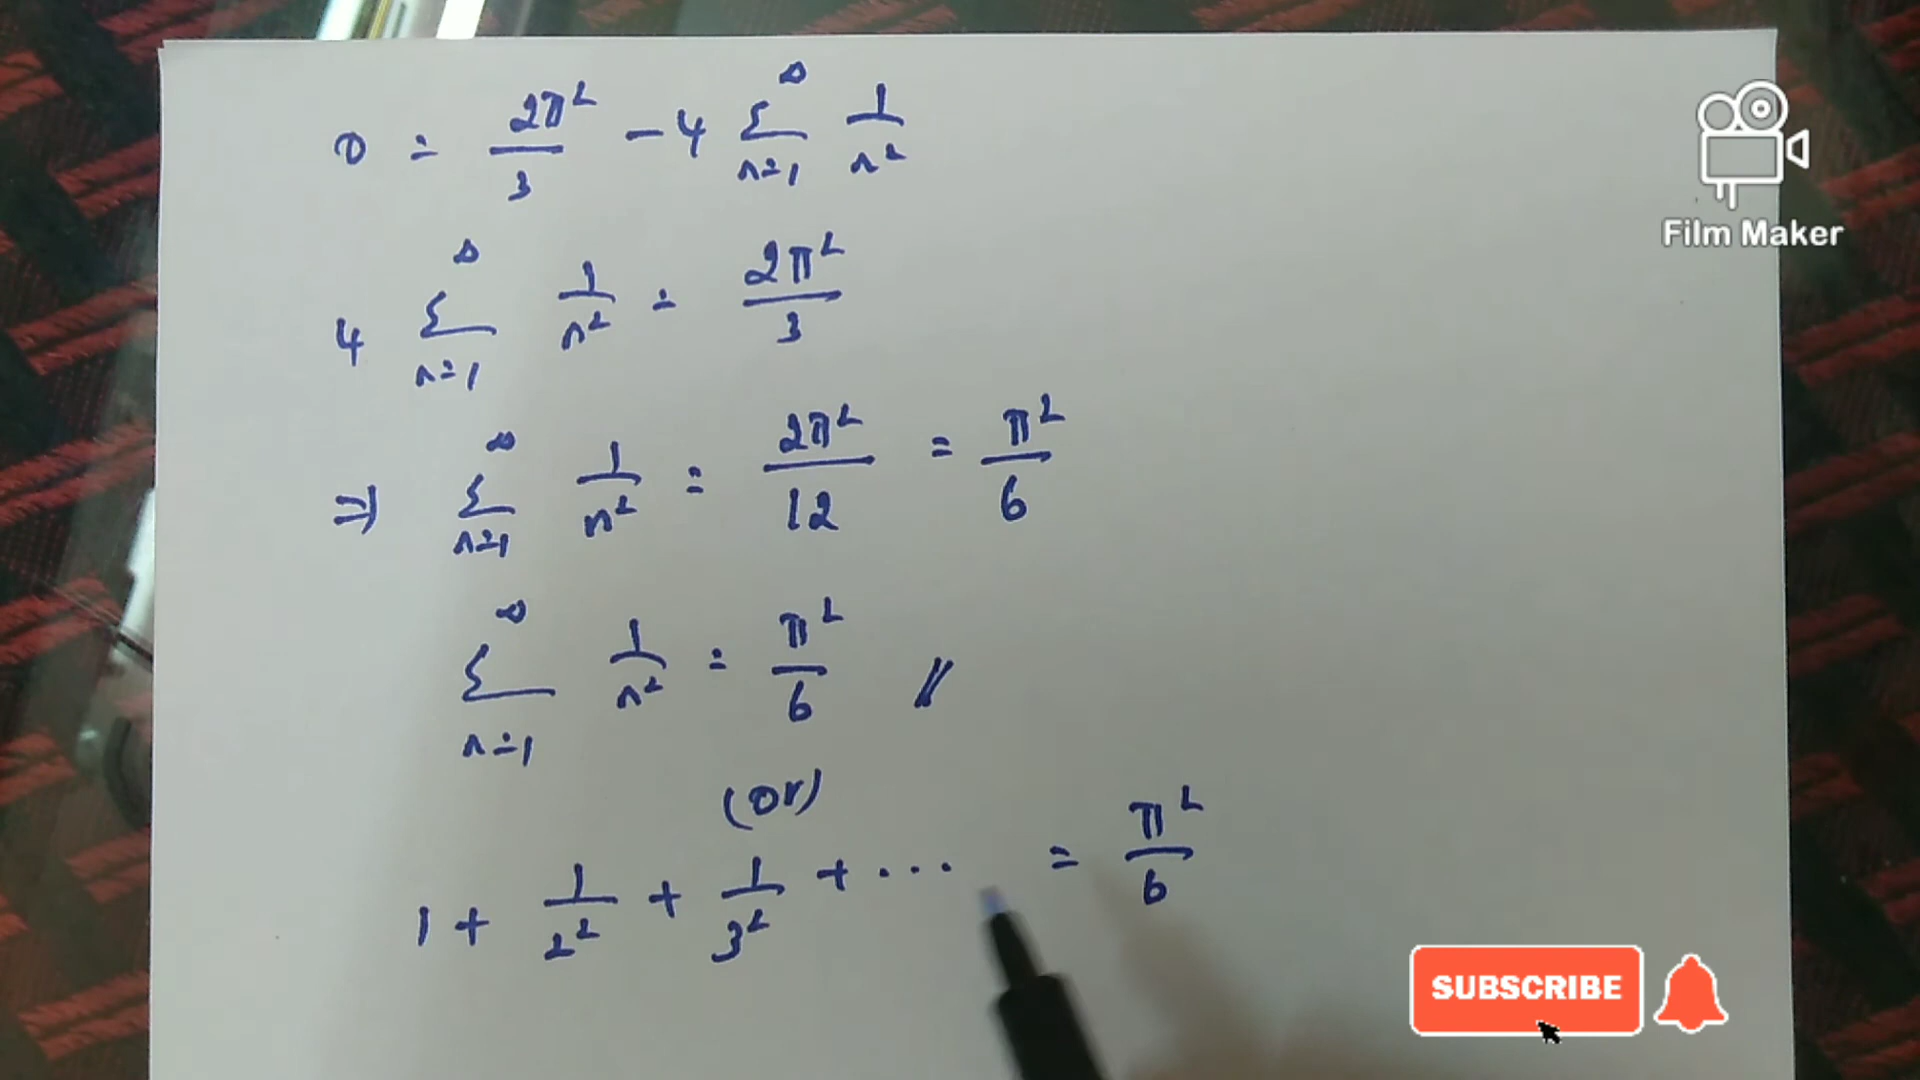 0 = 2π²/3 - 4 ∑_{n=1}^{∞} 1/n²
Film Maker
4 ∑_{n=1}^{∞} 1/n² = 2π²/3
⇒ ∑_{n=1}^{∞} 1/n² = 2π²/12 = π²/6
∑_{n=1}^{∞} 1/n² = π²/6 //
(or)
1 + 1/2² + 1/3² + ... = π²/6
SUBSCRIBE